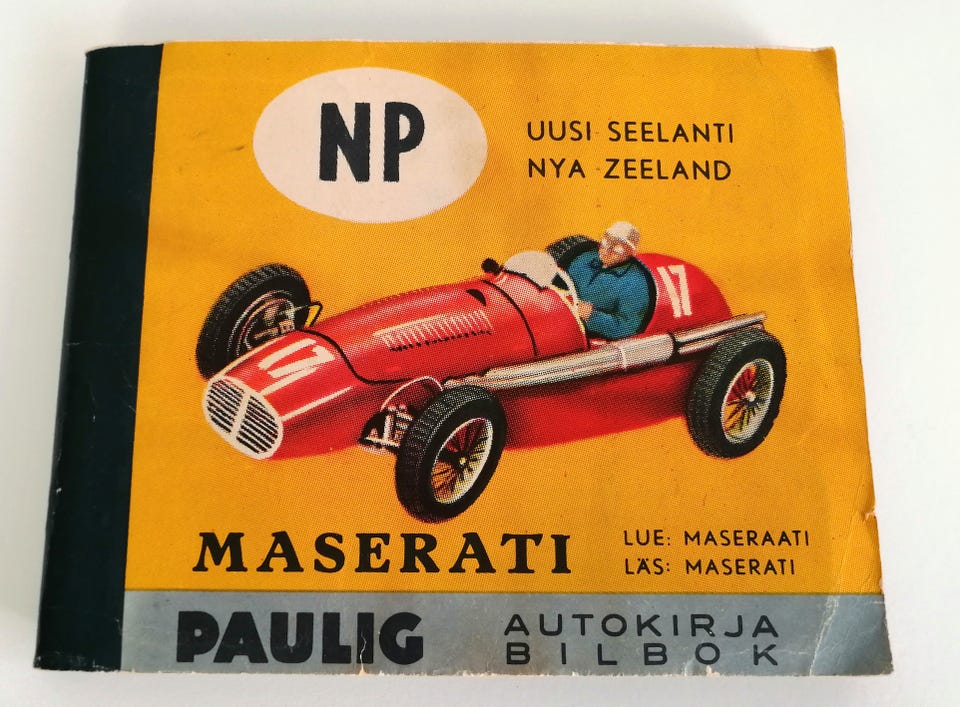 NP
UUSI SEELANTI
NYA ZEELAND
17
17
MASERATI
LUE: MASERAATI
LÄS: MASERATI
PAULIG
AUTOKIRJA
BILBOK